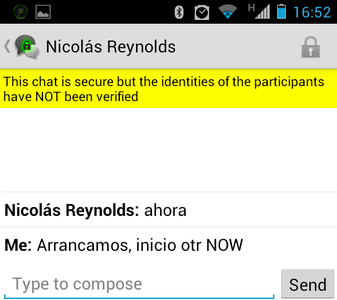 H 16:52
Nicolás Reynolds
This chat is secure but the identities of the participants
have NOT been verified
Nicolás Reynolds: ahora
Me: Arrancamos, inicio otr NOW
Type to compose Send